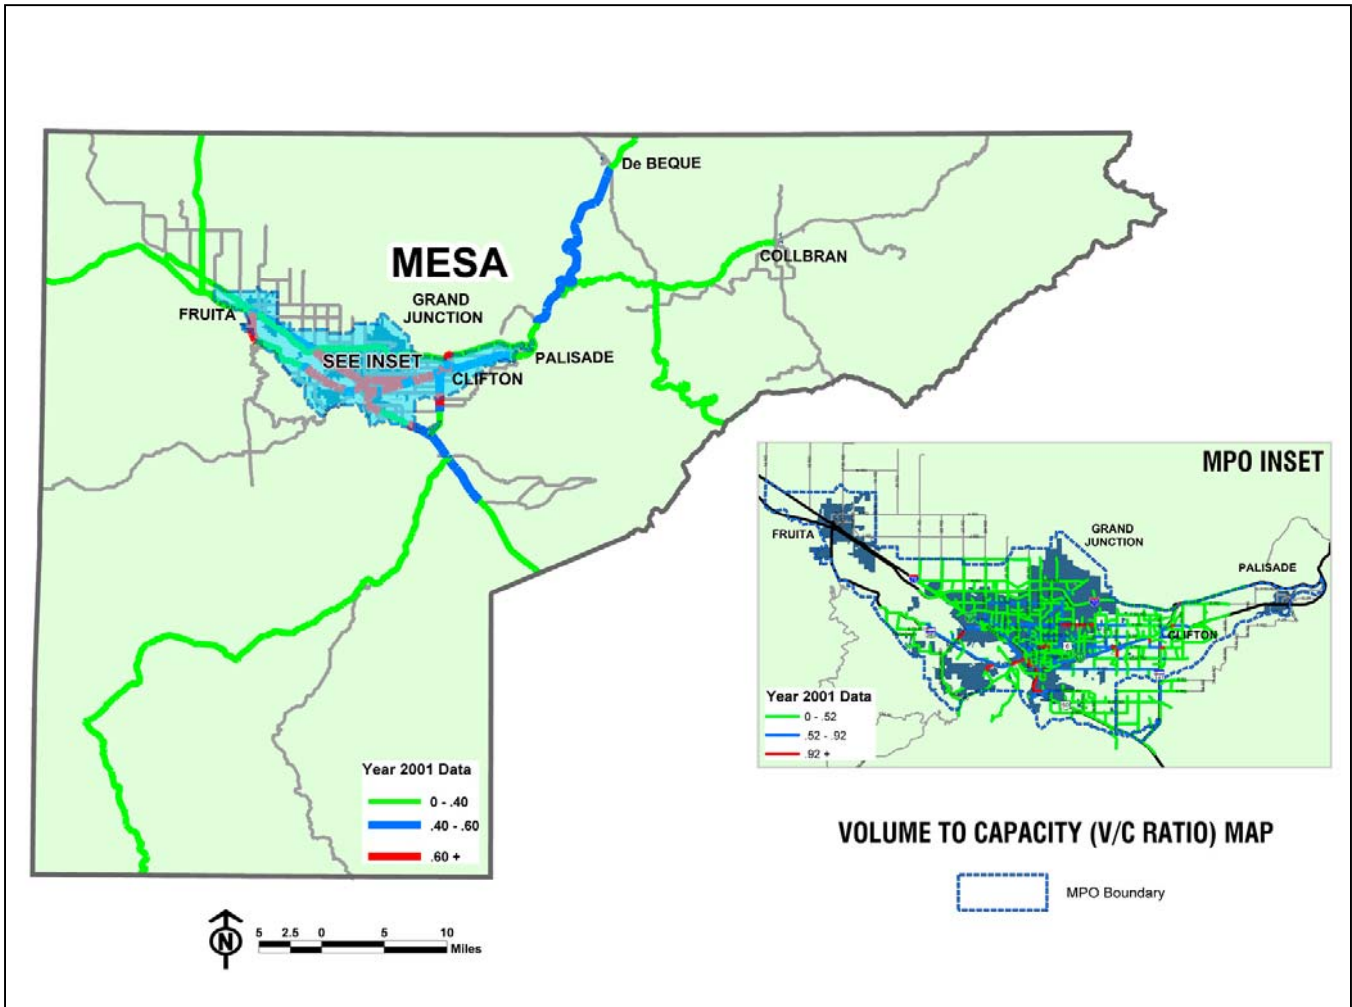 De BEQUE
MESA
COLLBRAN
GRAND
JUNCTION
FRUITA
SEE INSET
PALISADE
CLIFTON
MPO INSET
GRAND
JUNCTION
FRUITA
PALISADE
CLIFTON
Year 2001 Data
0 - .52
.52 - .92
.92 +
Year 2001 Data
0 - .40
.40 - .60
.60 +
VOLUME TO CAPACITY (V/C RATIO) MAP
MPO Boundary
N
5 2.5 0 5 10
Miles